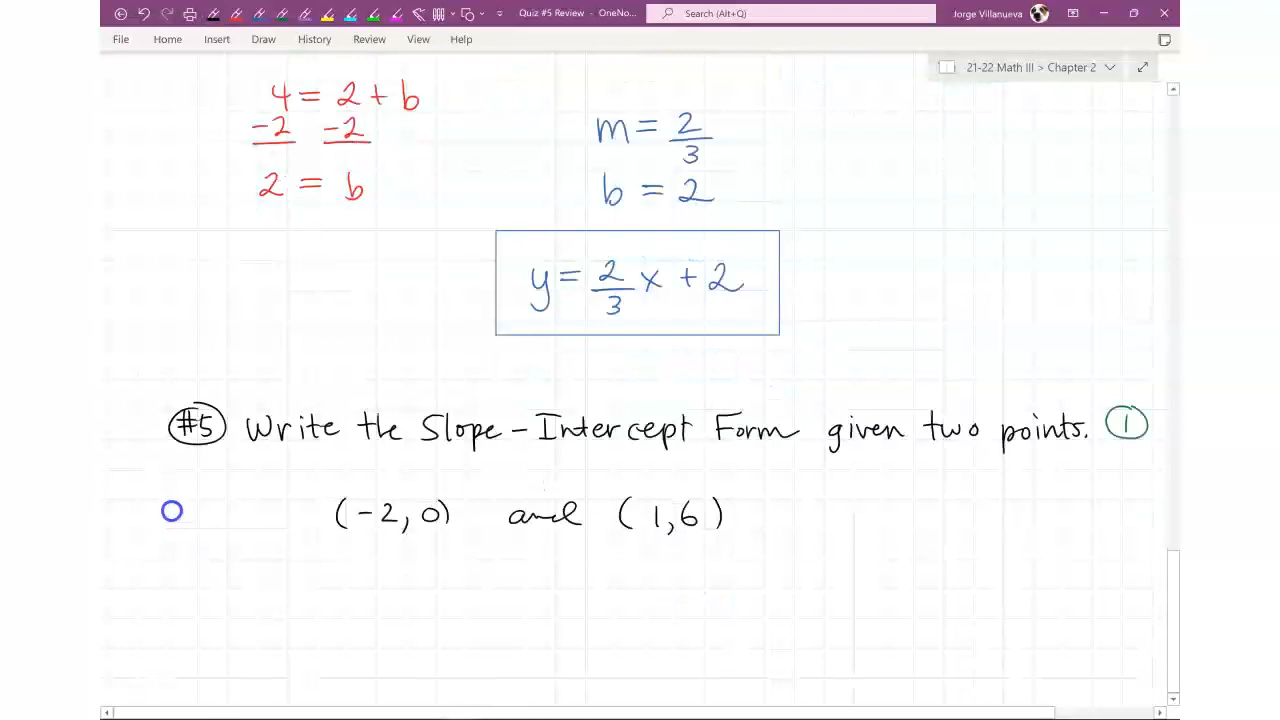 Quiz #5 Review - OneNo...
Search (Alt+Q)
Jorge Villanueva
File Home Insert Draw History Review View Help
21-22 Math III > Chapter 2
4 = 2 + b
-2 -2
2 = b
m = 2/3
b = 2
y = 2/3 x + 2
#5 Write the Slope-Intercept Form given two points. 1
(-2, 0) and (1, 6)